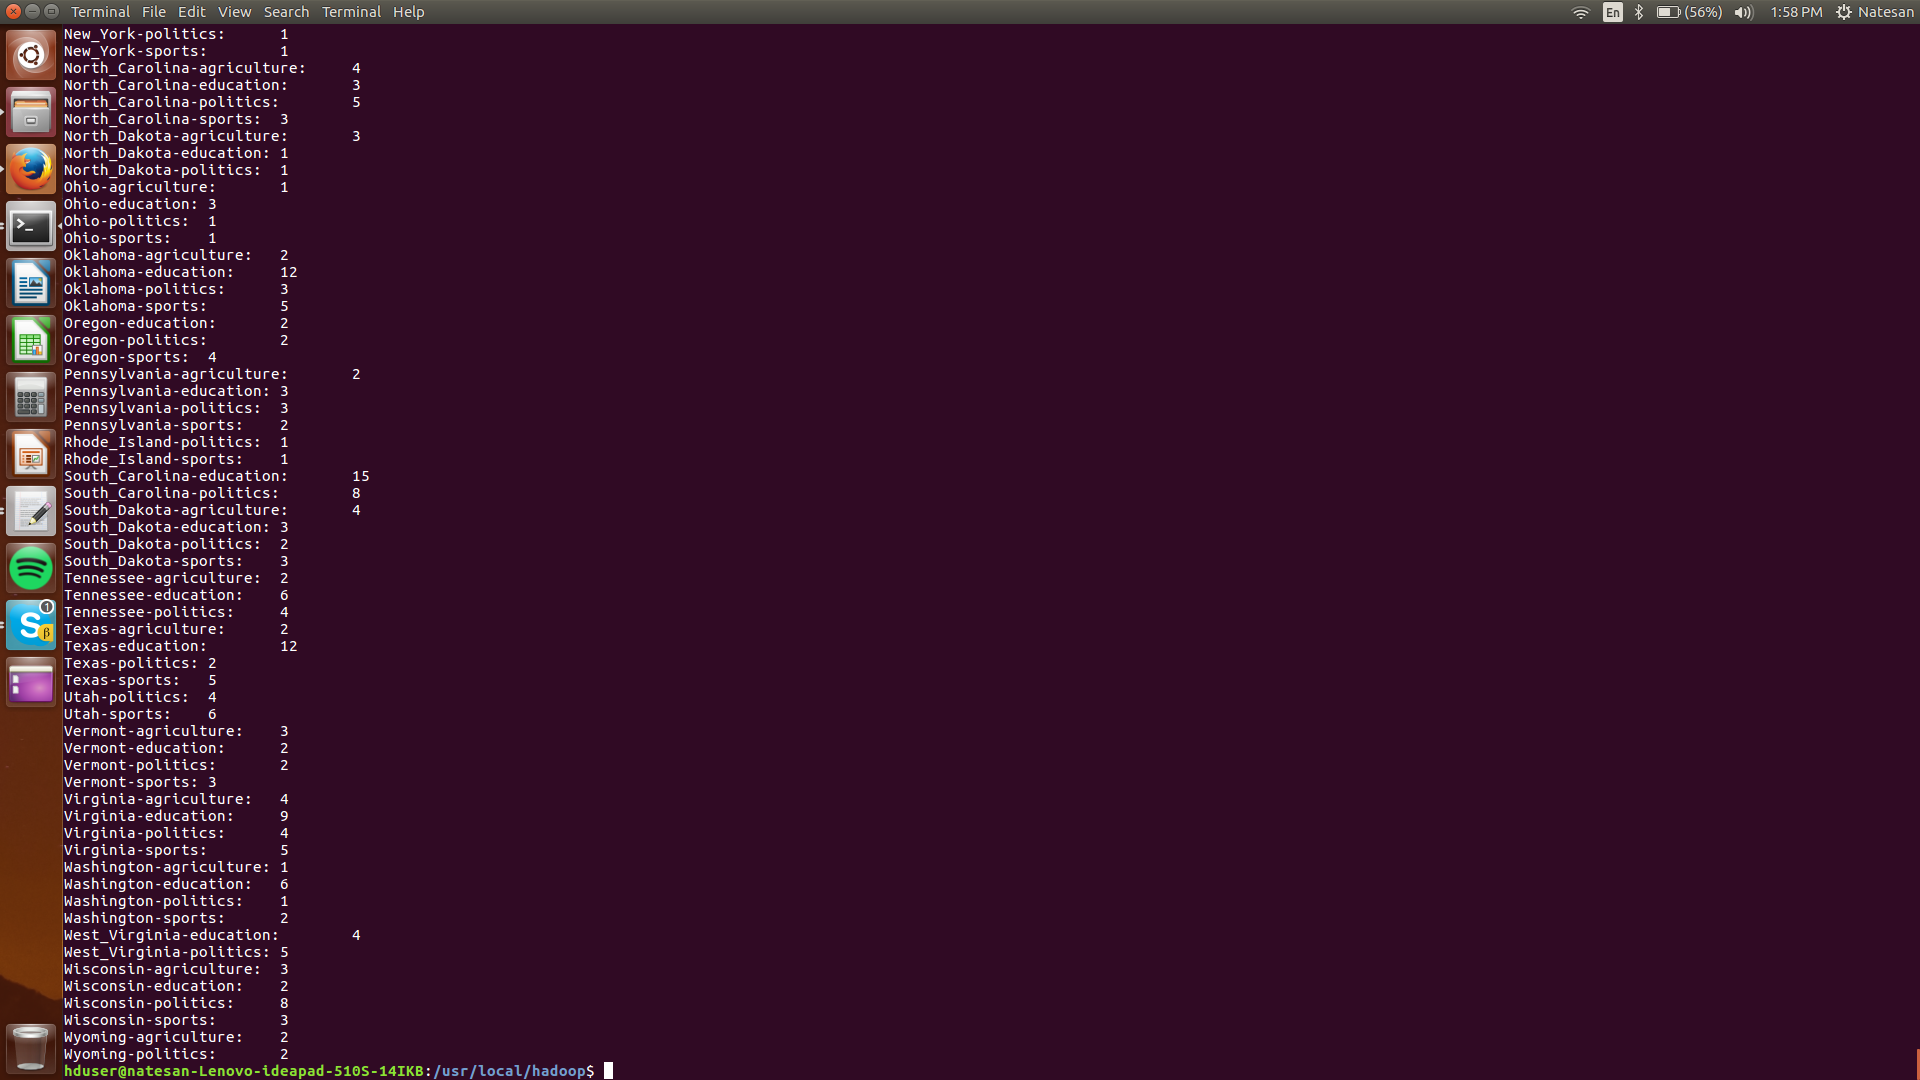 Terminal File Edit View Search Terminal Help En (56%) 1:58 PM Natesan
New_York-politics: 1
New_York-sports: 1
North_Carolina-agriculture: 4
North_Carolina-education: 3
North_Carolina-politics: 5
North_Carolina-sports: 3
North_Dakota-agriculture: 3
North_Dakota-education: 1
North_Dakota-politics: 1
Ohio-agriculture: 1
Ohio-education: 3
Ohio-politics: 1
Ohio-sports: 1
Oklahoma-agriculture: 2
Oklahoma-education: 12
Oklahoma-politics: 3
Oklahoma-sports: 5
Oregon-education: 2
Oregon-politics: 2
Oregon-sports: 4
Pennsylvania-agriculture: 2
Pennsylvania-education: 3
Pennsylvania-politics: 3
Pennsylvania-sports: 2
Rhode_Island-politics: 1
Rhode_Island-sports: 1
South_Carolina-education: 15
South_Carolina-politics: 8
South_Dakota-agriculture: 4
South_Dakota-education: 3
South_Dakota-politics: 2
South_Dakota-sports: 3
Tennessee-agriculture: 2
Tennessee-education: 6
Tennessee-politics: 4
Texas-agriculture: 2
Texas-education: 12
Texas-politics: 2
Texas-sports: 5
Utah-politics: 4
Utah-sports: 6
Vermont-agriculture: 3
Vermont-education: 2
Vermont-politics: 2
Vermont-sports: 3
Virginia-agriculture: 4
Virginia-education: 9
Virginia-politics: 4
Virginia-sports: 5
Washington-agriculture: 1
Washington-education: 6
Washington-politics: 1
Washington-sports: 2
West_Virginia-education: 4
West_Virginia-politics: 5
Wisconsin-agriculture: 3
Wisconsin-education: 2
Wisconsin-politics: 8
Wisconsin-sports: 3
Wyoming-agriculture: 2
Wyoming-politics: 2
hduser@natesan-Lenovo-ideapad-510S-14IKB:/usr/local/hadoop$
>_
1
S β